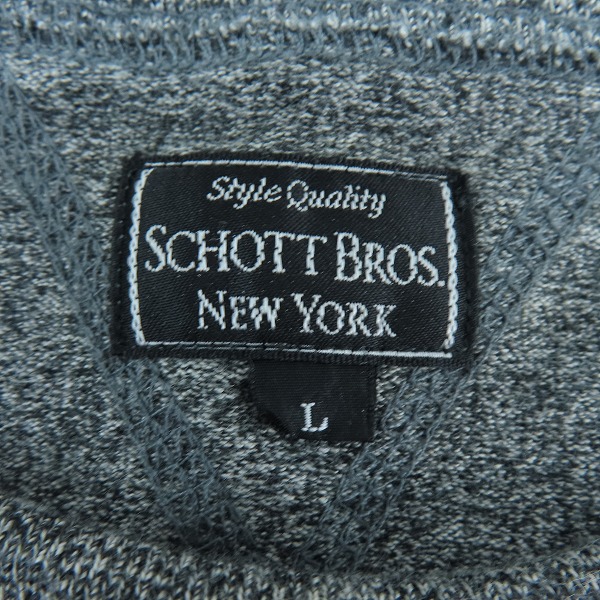 Style Quality
SCHOTT BROS.
NEW YORK
L